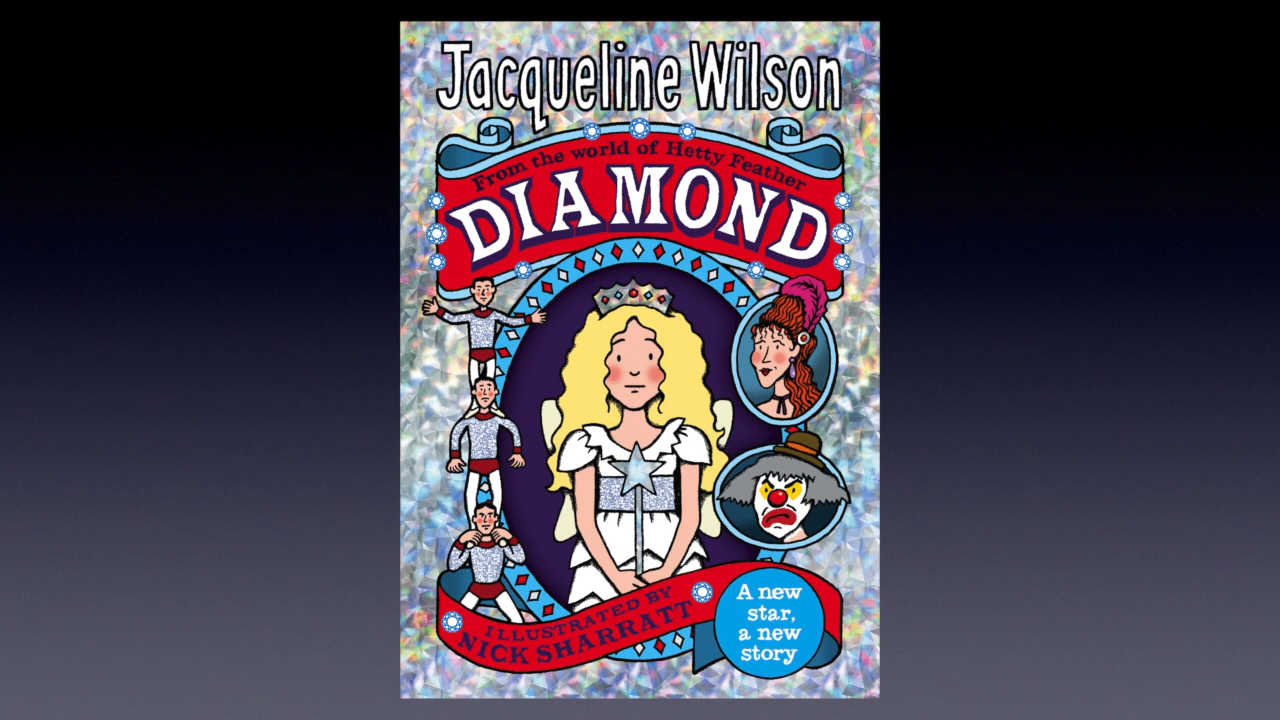 Jacqueline Wilson
From the world of Hetty Feather
DIAMOND
ILLUSTRATED BY
NICK SHARRATT
A new
star,
a new
story